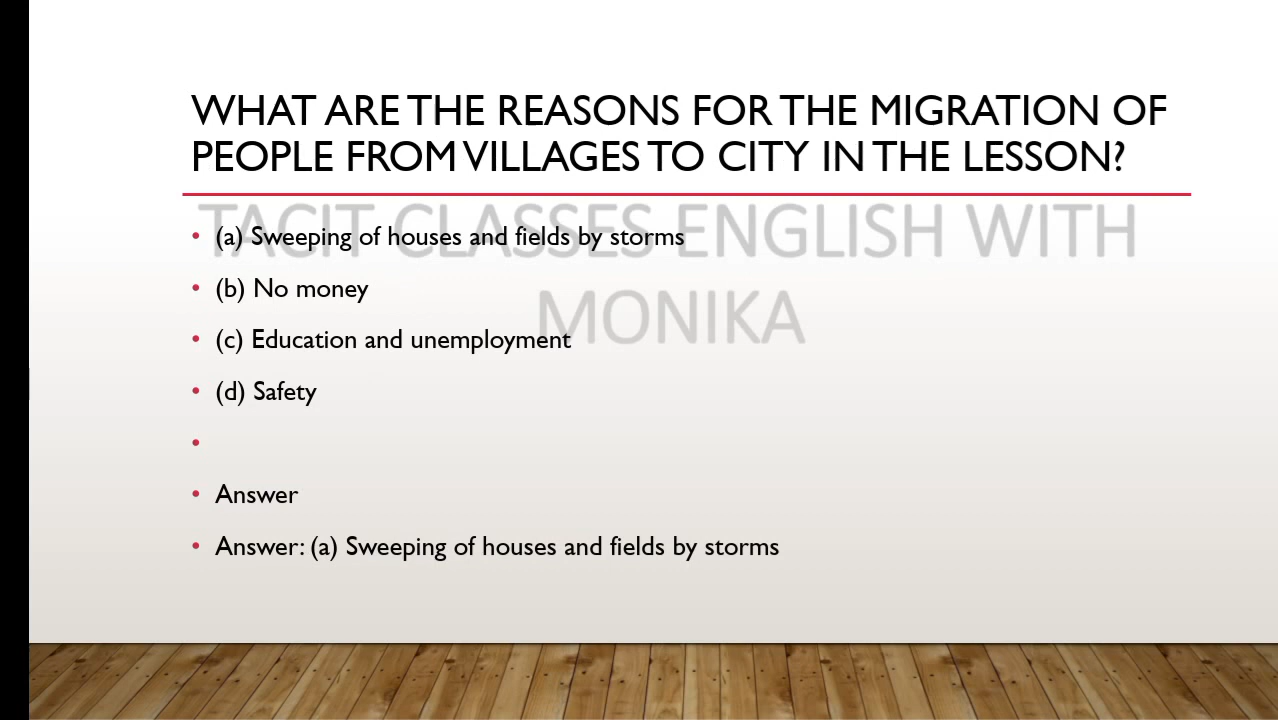 WHAT ARE THE REASONS FOR THE MIGRATION OF
PEOPLE FROM VILLAGES TO CITY IN THE LESSON?
TACIT CLASSES ENGLISH WITH
MONIKA
• (a) Sweeping of houses and fields by storms
• (b) No money
• (c) Education and unemployment
• (d) Safety
•
• Answer
• Answer: (a) Sweeping of houses and fields by storms